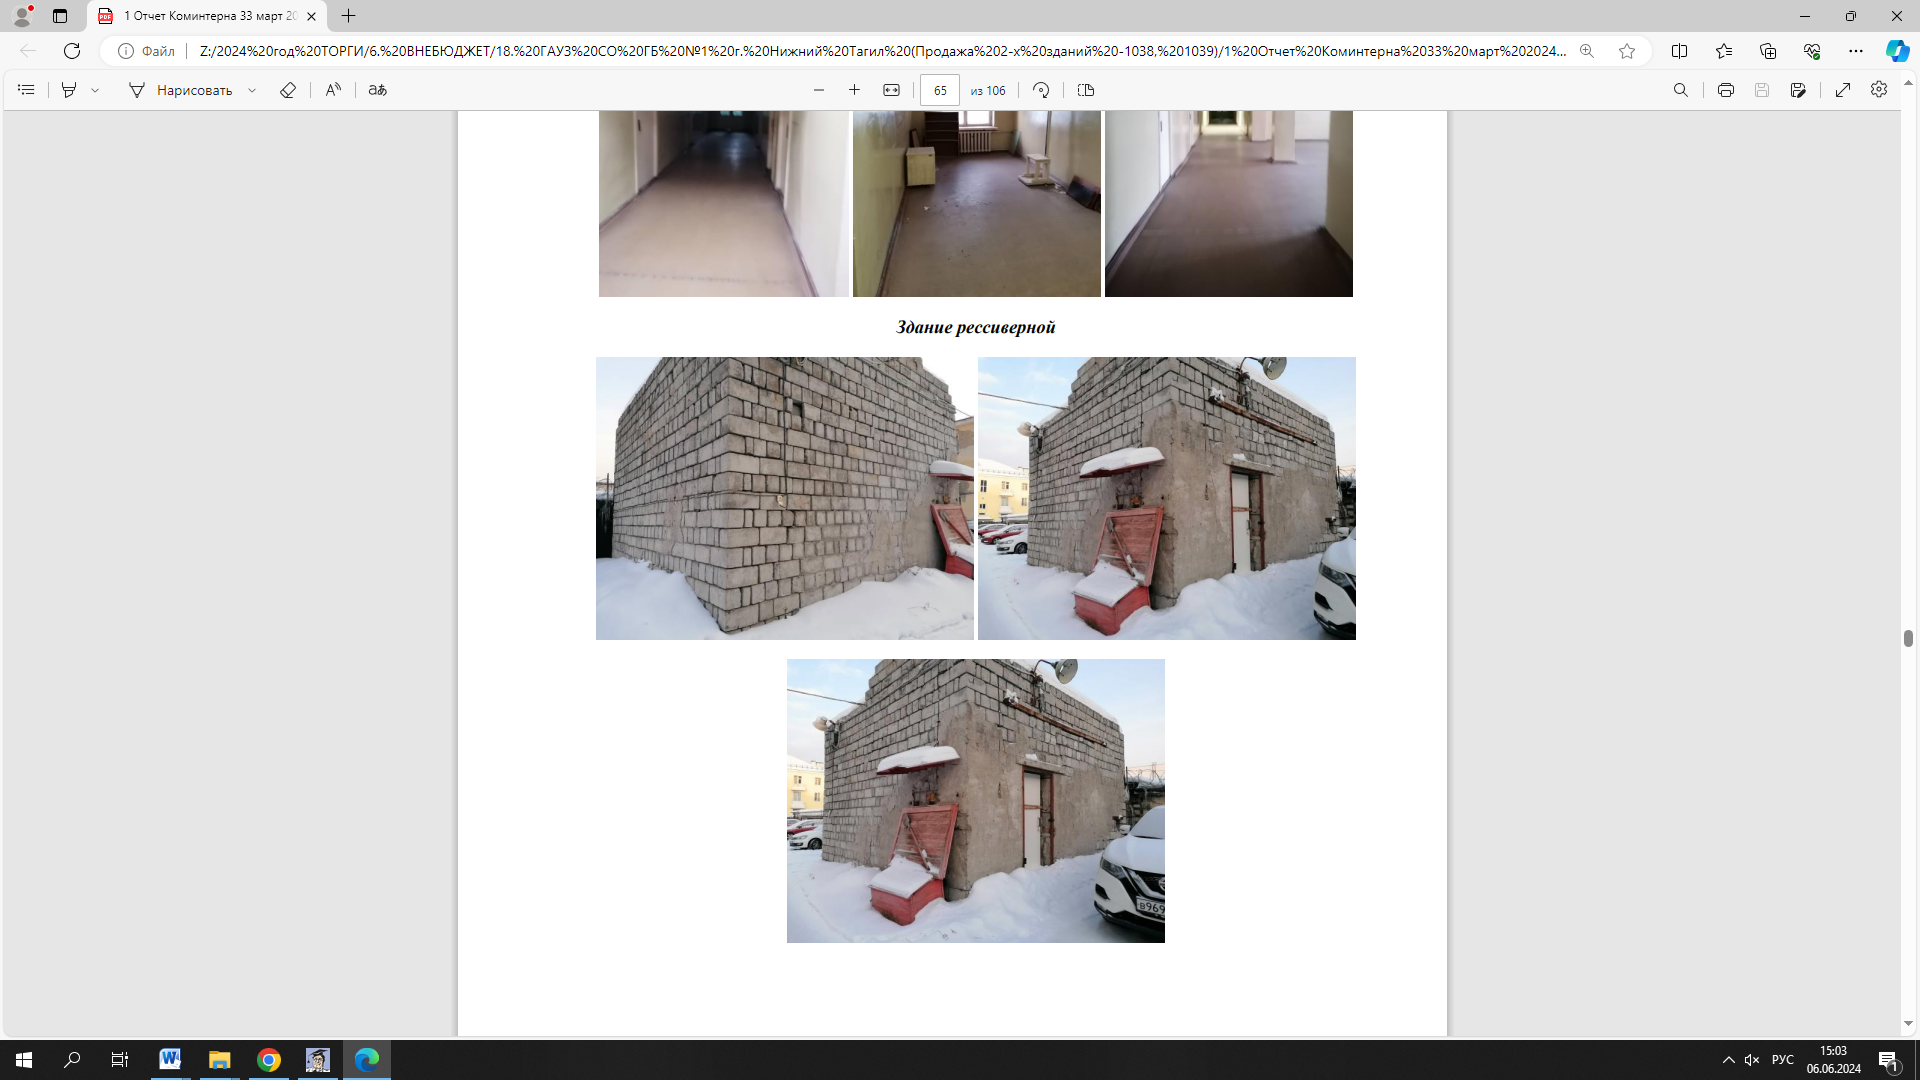 1 Отчет Коминтерна 33 март 20
Файл
Z:/2024%20год%20ТОРГИ/6.%20ВНЕБЮДЖЕТ/18.%20ГАУЗ%20СО%20ГБ%20№1%20г.%20Нижний%20Тагил%20(Продажа%202-х%20зданий%20-1038,%201039)/1%20Отчет%20Коминтерна%2033%20март%202024...
Нарисовать
65
из 106
Здание рессиверной
В969
РУС
15:03
06.06.2024
1